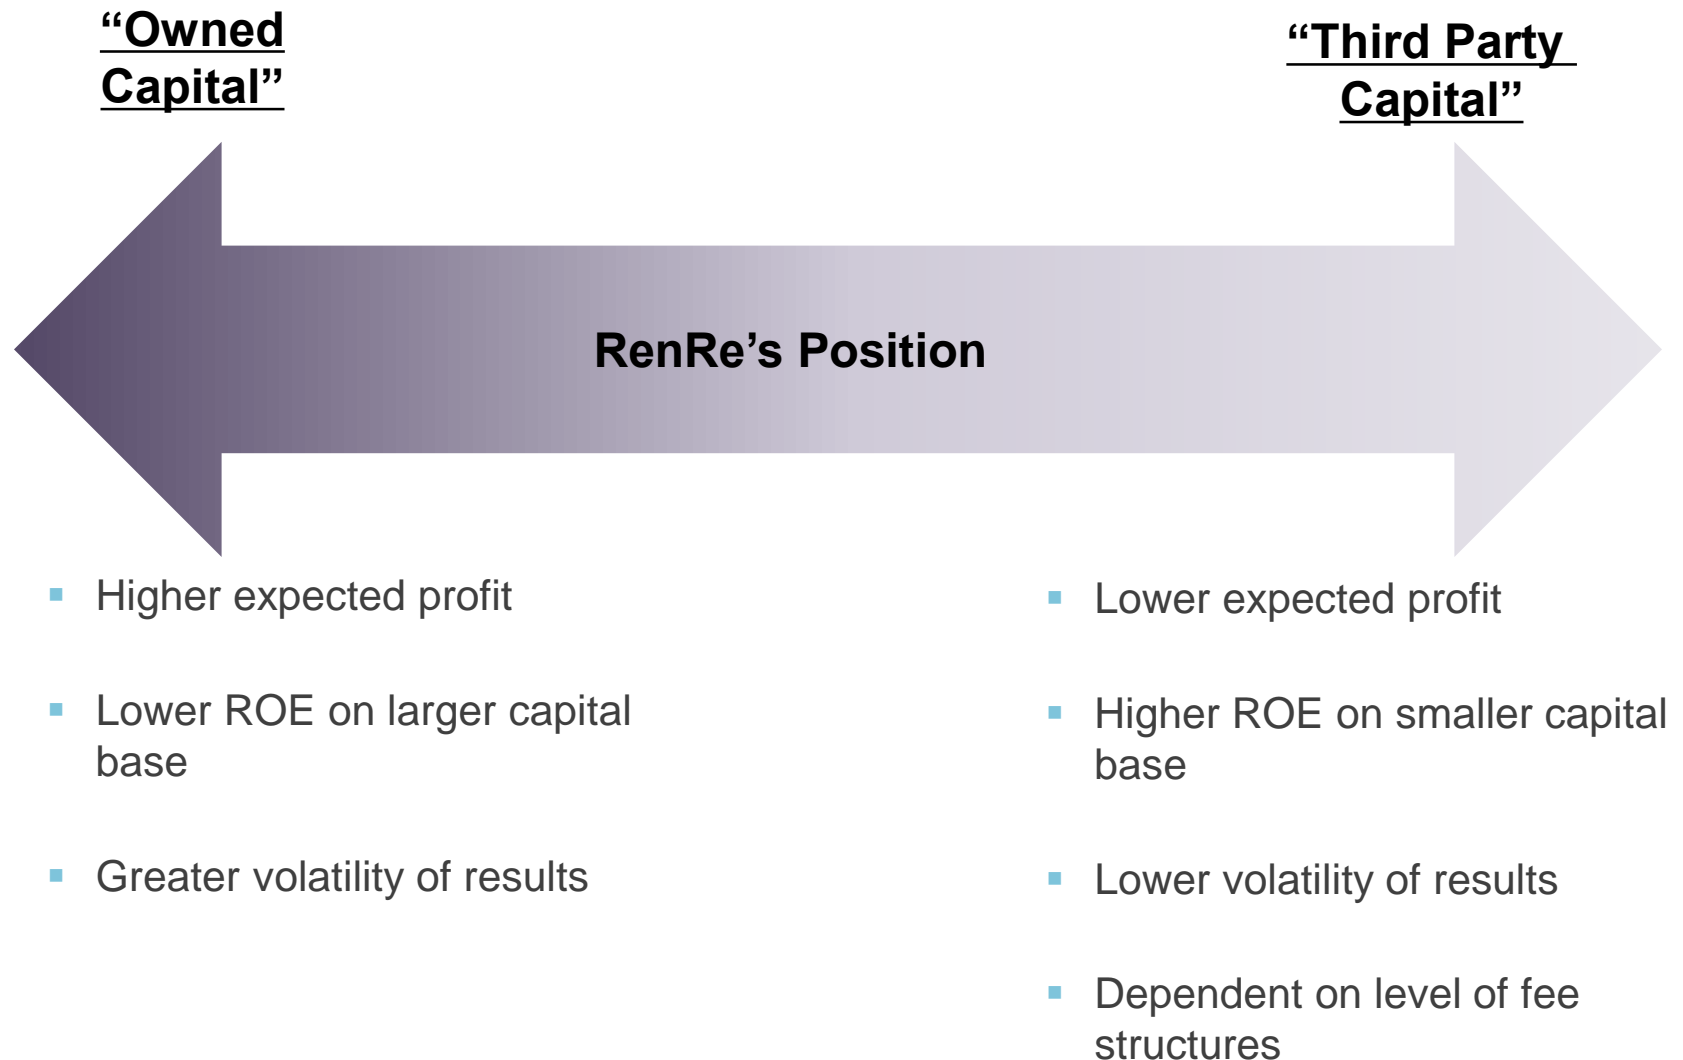 “Owned
Capital”
“Third Party
Capital”
RenRe’s Position
Higher expected profit
Lower ROE on larger capital
base
Greater volatility of results
Lower expected profit
Higher ROE on smaller capital
base
Lower volatility of results
Dependent on level of fee
structures